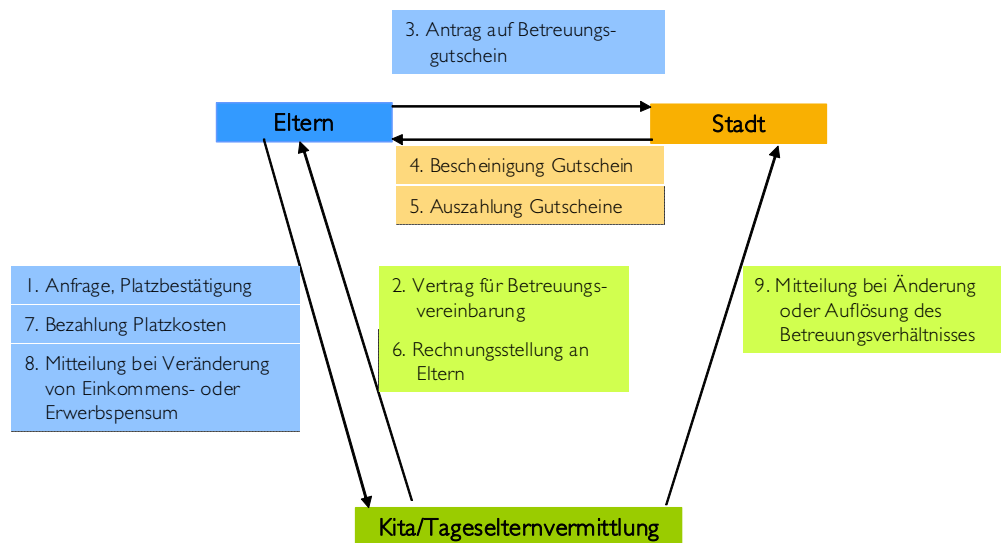 3. Antrag auf Betreuungs-
gutschein
Eltern
Stadt
4. Bescheinigung Gutschein
5. Auszahlung Gutscheine
1. Anfrage, Platzbestätigung
7. Bezahlung Platzkosten
8. Mitteilung bei Veränderung
von Einkommens- oder
Erwerbspensum
2. Vertrag für Betreuungs-
vereinbarung
6. Rechnungsstellung an
Eltern
9. Mitteilung bei Änderung
oder Auflösung des
Betreuungsverhältnisses
Kita/Tageselternvermittlung